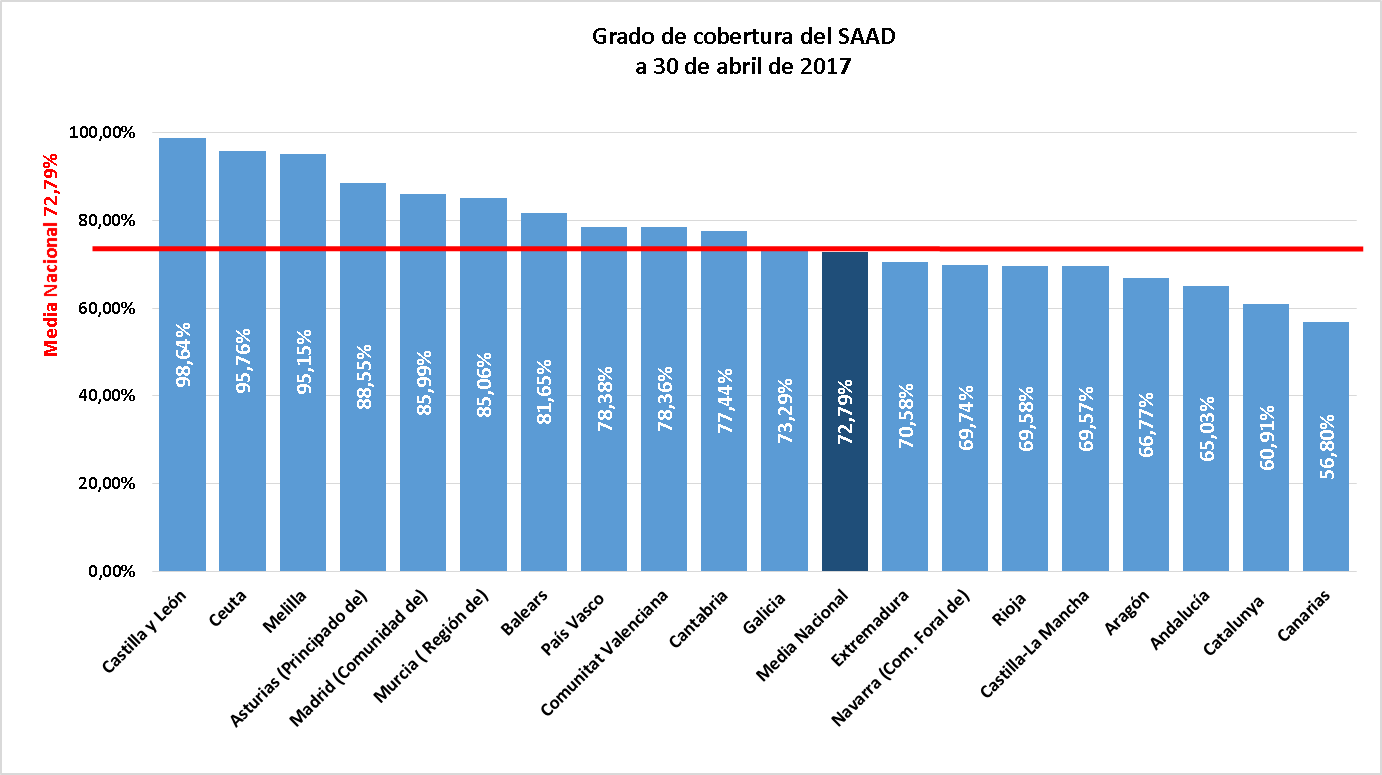 Grado de cobertura del SAAD
a 30 de abril de 2017
Media Nacional 72,79%
100,00%
80,00%
60,00%
40,00%
20,00%
0,00%
98,64%
95,76%
95,15%
88,55%
85,99%
85,06%
81,65%
78,38%
78,36%
77,44%
73,29%
72,79%
70,58%
69,74%
69,58%
69,57%
66,77%
65,03%
60,91%
56,80%
Castilla y León
Ceuta
Melilla
Asturias (Principado de)
Madrid (Comunidad de)
Murcia ( Región de)
Balears
País Vasco
Comunitat Valenciana
Cantabria
Galicia
Media Nacional
Extremadura
Navarra (Com. Foral de)
Rioja
Castilla-La Mancha
Aragón
Andalucía
Catalunya
Canarias